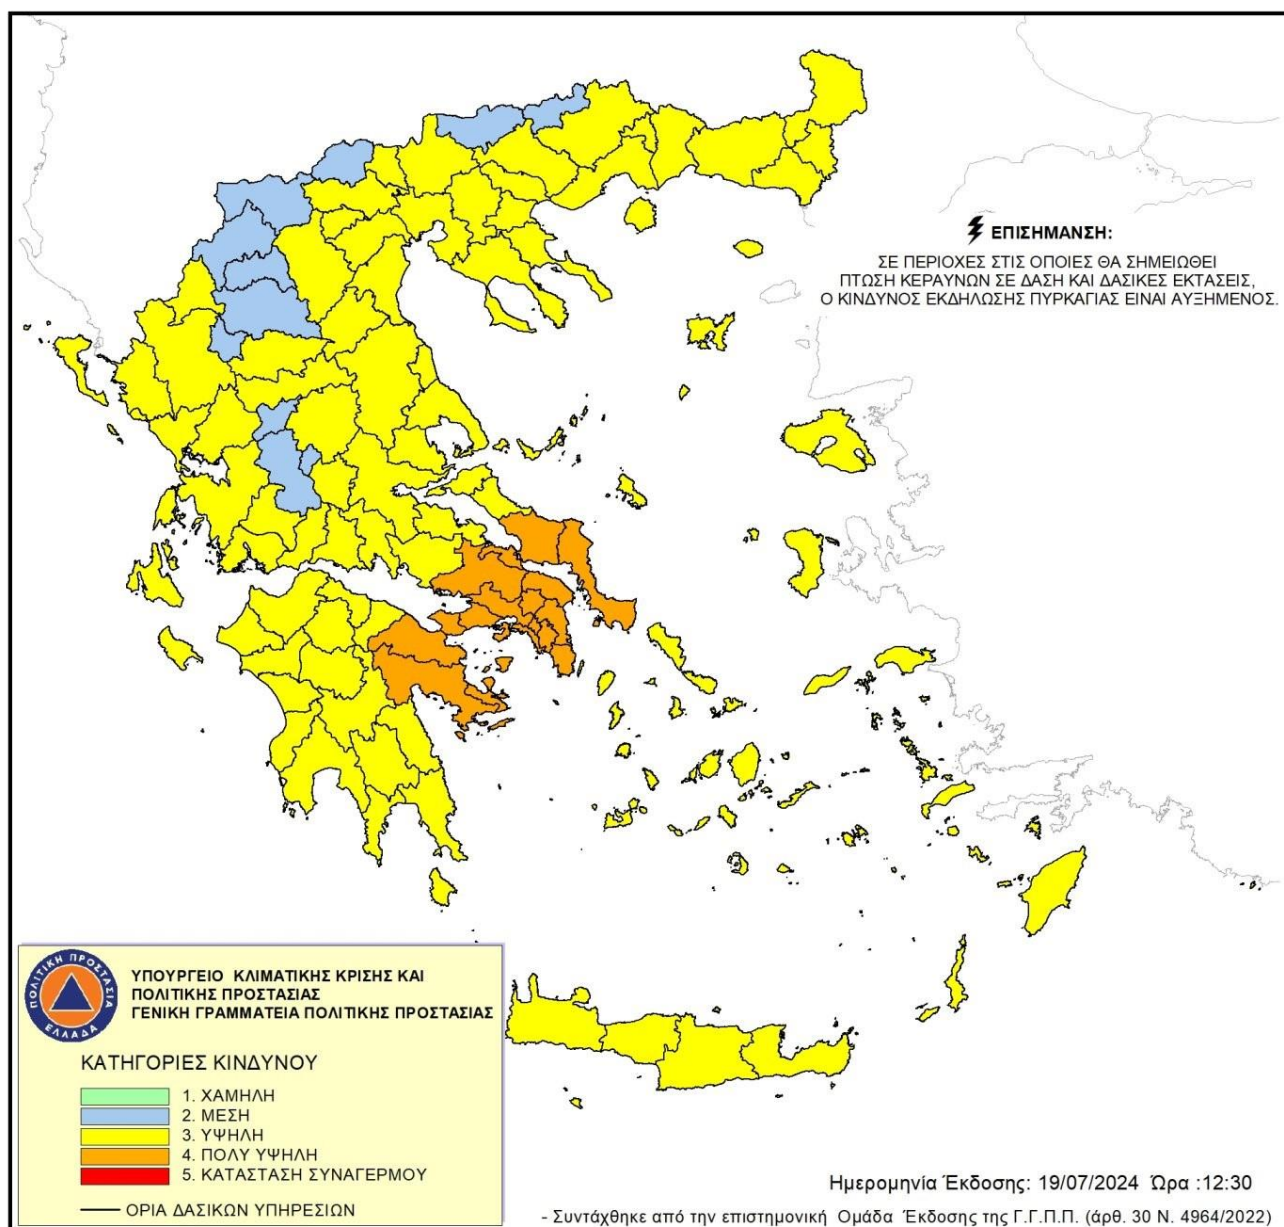 ΕΠΙΣΗΜΑΝΣΗ:
ΣΕ ΠΕΡΙΟΧΕΣ ΣΤΙΣ ΟΠΟΙΕΣ ΘΑ ΣΗΜΕΙΩΘΕΙ
ΠΤΩΣΗ ΚΕΡΑΥΝΩΝ ΣΕ ΔΑΣΗ ΚΑΙ ΔΑΣΙΚΕΣ ΕΚΤΑΣΕΙΣ,
Ο ΚΙΝΔΥΝΟΣ ΕΚΔΗΛΩΣΗΣ ΠΥΡΚΑΓΙΑΣ ΕΙΝΑΙ ΑΥΞΗΜΕΝΟΣ.
ΠΟΛΙΤΙΚΗ ΠΡΟΣΤΑΣΙΑ
ΕΛΛΑΔΑ
ΥΠΟΥΡΓΕΙΟ ΚΛΙΜΑΤΙΚΗΣ ΚΡΙΣΗΣ ΚΑΙ
ΠΟΛΙΤΙΚΗΣ ΠΡΟΣΤΑΣΙΑΣ
ΓΕΝΙΚΗ ΓΡΑΜΜΑΤΕΙΑ ΠΟΛΙΤΙΚΗΣ ΠΡΟΣΤΑΣΙΑΣ
ΚΑΤΗΓΟΡΙΕΣ ΚΙΝΔΥΝΟΥ
1. ΧΑΜΗΛΗ
2. ΜΕΣΗ
3. ΥΨΗΛΗ
4. ΠΟΛΥ ΥΨΗΛΗ
5. ΚΑΤΑΣΤΑΣΗ ΣΥΝΑΓΕΡΜΟΥ
ΟΡΙΑ ΔΑΣΙΚΩΝ ΥΠΗΡΕΣΙΩΝ
Ημερομηνία Έκδοσης: 19/07/2024 Ώρα :12:30
- Συντάχθηκε από την επιστημονική Ομάδα Έκδοσης της Γ.Γ.Π.Π. (άρθ. 30 Ν. 4964/2022)